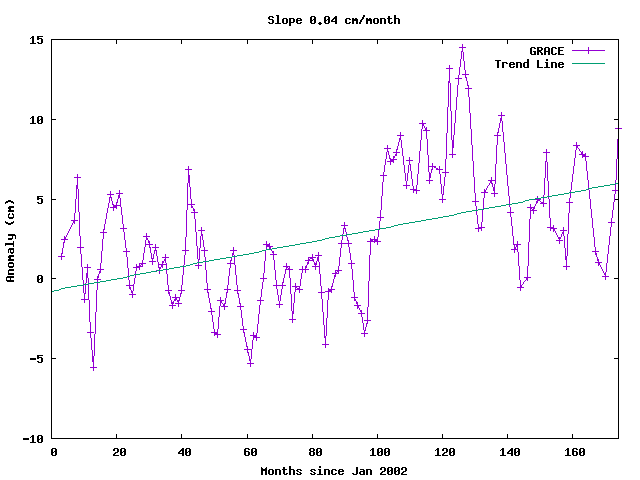 Slope 0.04 cm/month
GRACE
Trend Line
15
10
5
0
-5
-10
Anomaly (cm)
0 20 40 60 80 100 120 140 160
Months since Jan 2002